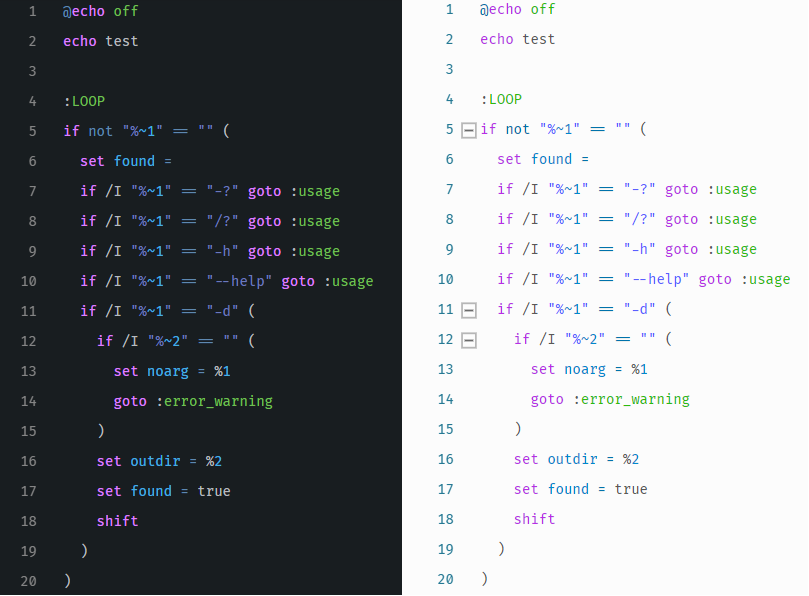 1 @echo off
2 echo test
3
4 :LOOP
5 if not "%~1" == "" (
6 set found =
7 if /I "%~1" == "-?" goto :usage
8 if /I "%~1" == "/?" goto :usage
9 if /I "%~1" == "-h" goto :usage
10 if /I "%~1" == "--help" goto :usage
11 if /I "%~1" == "-d" (
12 if /I "%~2" == "" (
13 set noarg = %1
14 goto :error_warning
15 )
16 set outdir = %2
17 set found = true
18 shift
19 )
20 )
1 @echo off
2 echo test
3
4 :LOOP
5 if not "%~1" == "" (
6 set found =
7 if /I "%~1" == "-?" goto :usage
8 if /I "%~1" == "/?" goto :usage
9 if /I "%~1" == "-h" goto :usage
10 if /I "%~1" == "--help" goto :usage
11 if /I "%~1" == "-d" (
12 if /I "%~2" == "" (
13 set noarg = %1
14 goto :error_warning
15 )
16 set outdir = %2
17 set found = true
18 shift
19 )
20 )